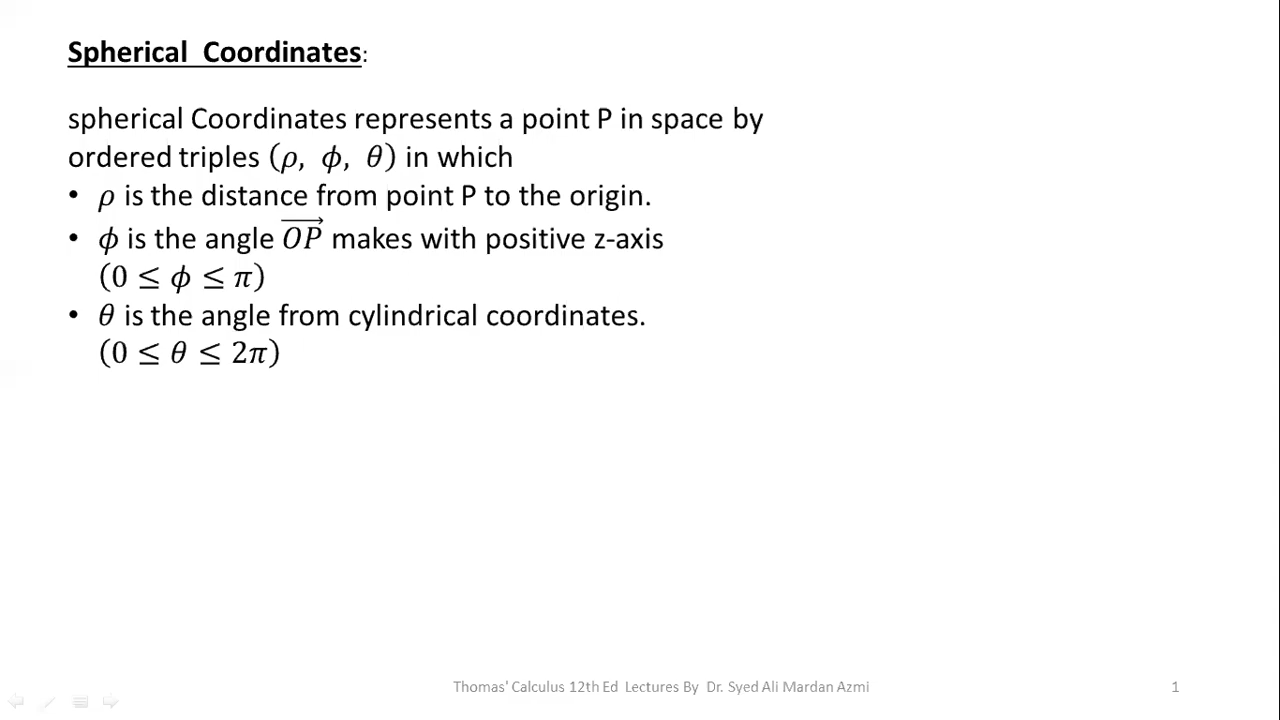 Spherical Coordinates:
spherical Coordinates represents a point P in space by
ordered triples (ρ, ϕ, θ) in which
• ρ is the distance from point P to the origin.
• ϕ is the angle \overrightarrow{OP} makes with positive z-axis
(0 ≤ ϕ ≤ π)
• θ is the angle from cylindrical coordinates.
(0 ≤ θ ≤ 2π)
Thomas' Calculus 12th Ed Lectures By Dr. Syed Ali Mardan Azmi
1